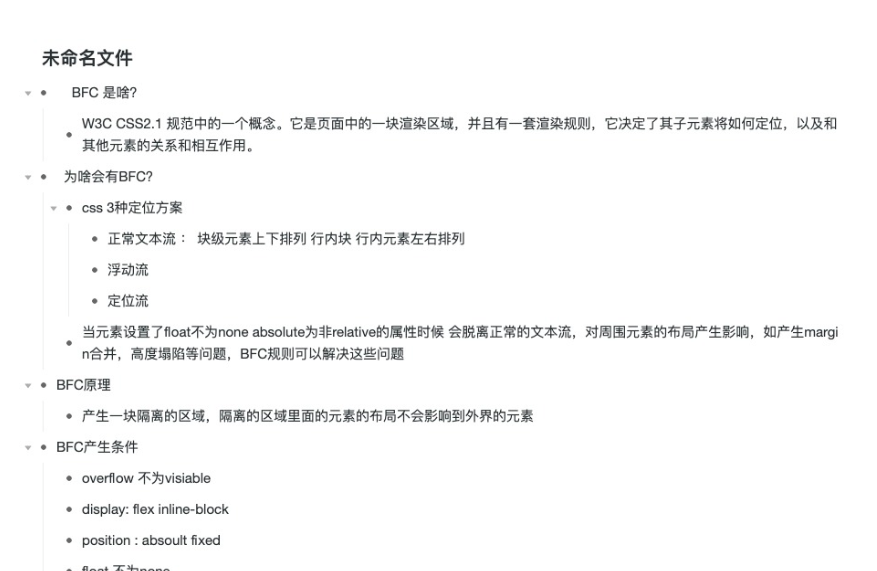 未命名文件
BFC 是啥?
W3C CSS2.1 规范中的一个概念。它是页面中的一块渲染区域，并且有一套渲染规则，它决定了其子元素将如何定位，以及和
其他元素的关系和相互作用。
为啥会有BFC?
css 3种定位方案
正常文本流： 块级元素上下排列 行内块 行内元素左右排列
浮动流
定位流
当元素设置了float不为none absolute为非relative的属性时候 会脱离正常的文本流，对周围元素的布局产生影响，如产生margi
n合并，高度塌陷等问题，BFC规则可以解决这些问题
BFC原理
产生一块隔离的区域，隔离的区域里面的元素的布局不会影响到外界的元素
BFC产生条件
overflow 不为visiable
display: flex inline-block
position : absoult fixed
float 不为none